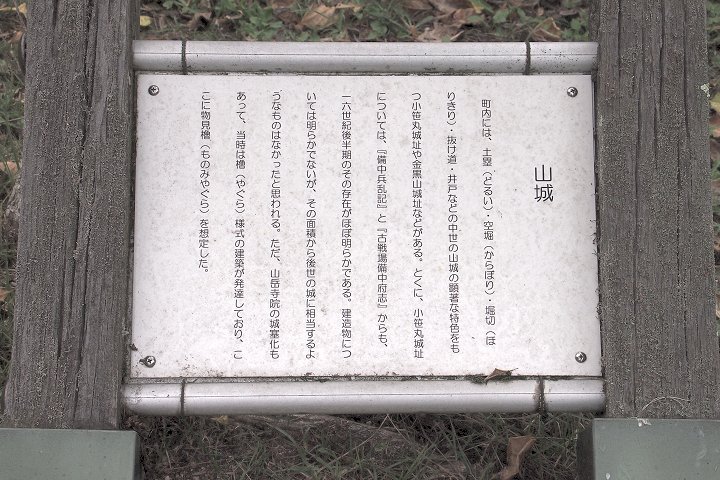 山城
町内には、土塁（どるい）・空堀（からぼり）・堀切（ほ
りきり）・抜け道・井戸などの中世の山城の顕著な特色をも
つ小笹丸城址や金黒山城址などがある。とくに、小笹丸城址
については、『備中兵乱記』と『古戦場備中府志』からも、
一六世紀後半期のその存在がほぼ明らかである。建造物につ
いては明らかでないが、その面積から後世の城に相当するよ
うなものはなかったと思われる。ただ、山岳寺院の城塞化も
あって、当時は櫓（やぐら）様式の建築が発達しており、こ
こに物見櫓（ものみやぐら）を想定した。